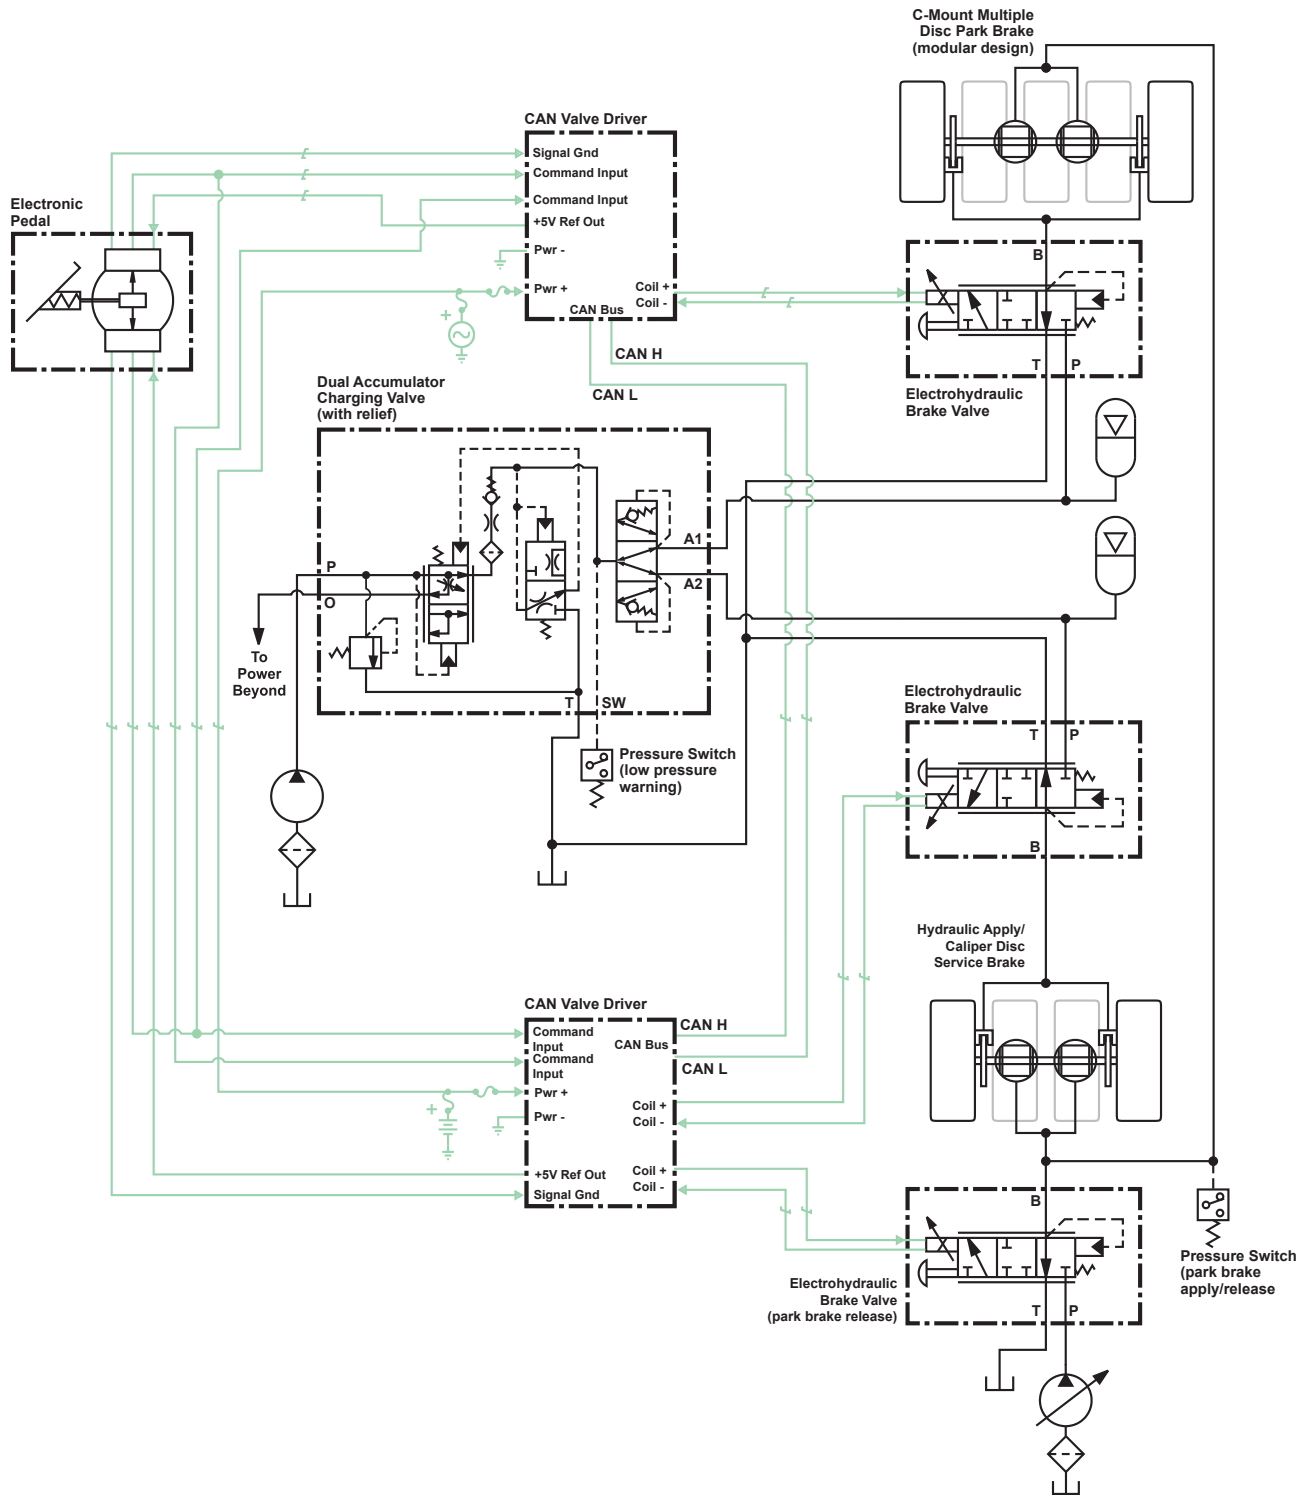 C-Mount Multiple
Disc Park Brake
(modular design)
CAN Valve Driver
Signal Gnd
Command Input
Command Input
+5V Ref Out
Pwr -
Pwr +
Coil +
Coil -
CAN Bus
Electronic
Pedal
+
B
T
P
Electrohydraulic
Brake Valve
CAN H
CAN L
Dual Accumulator
Charging Valve
(with relief)
A1
A2
P
O
To
Power
Beyond
T
SW
Pressure Switch
(low pressure
warning)
Electrohydraulic
Brake Valve
T
P
B
Hydraulic Apply/
Caliper Disc
Service Brake
CAN Valve Driver
Command
Input
Command
Input
Pwr +
Pwr -
+5V Ref Out
Signal Gnd
CAN Bus
Coil +
Coil -
Coil +
Coil -
CAN H
CAN L
+
B
T
P
Electrohydraulic
Brake Valve
(park brake release)
Pressure Switch
(park brake
apply/release